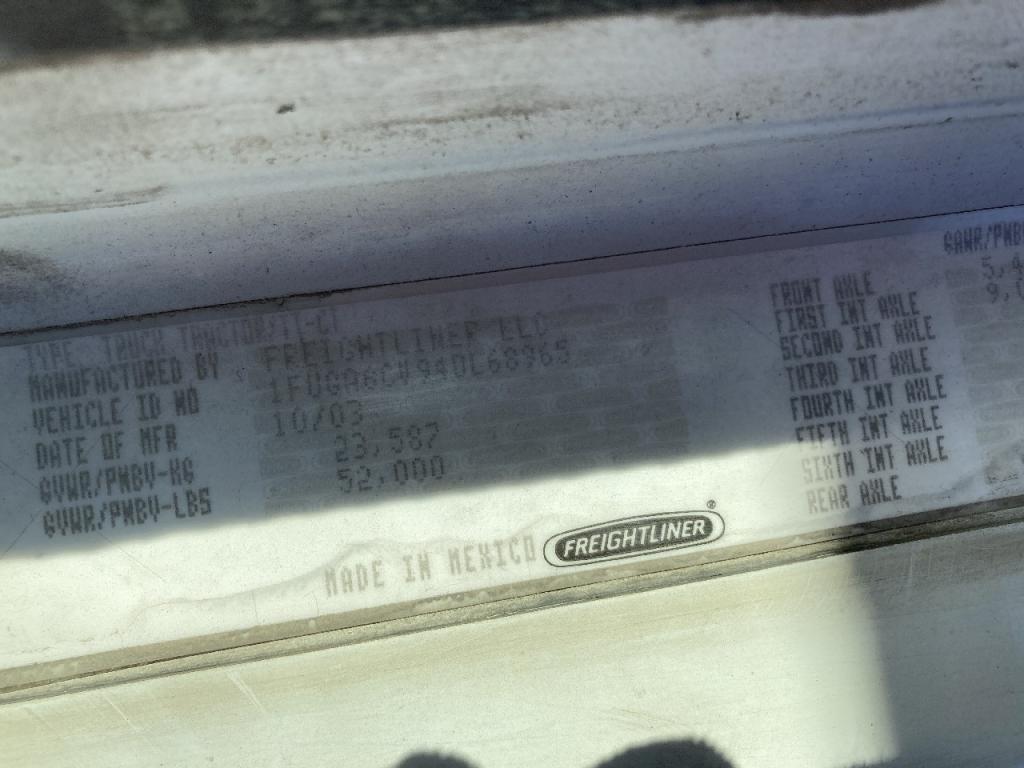 TYPE: TRUCK TRACTOR/TT-CT
MANUFACTURED BY FREIGHTLINER LLC
VEHICLE ID NO 1FUGA6CV94DL68965
DATE OF MFR 10/03
GVWR/PNBV-KG 23,587
GVWR/PNBV-LBS 52,000
MADE IN MEXICO FREIGHTLINER®
GAWR/PNB
FRONT AXLE 5,4
FIRST INT AXLE 9,0
SECOND INT AXLE
THIRD INT AXLE
FOURTH INT AXLE
FIFTH INT AXLE
SIXTH INT AXLE
REAR AXLE